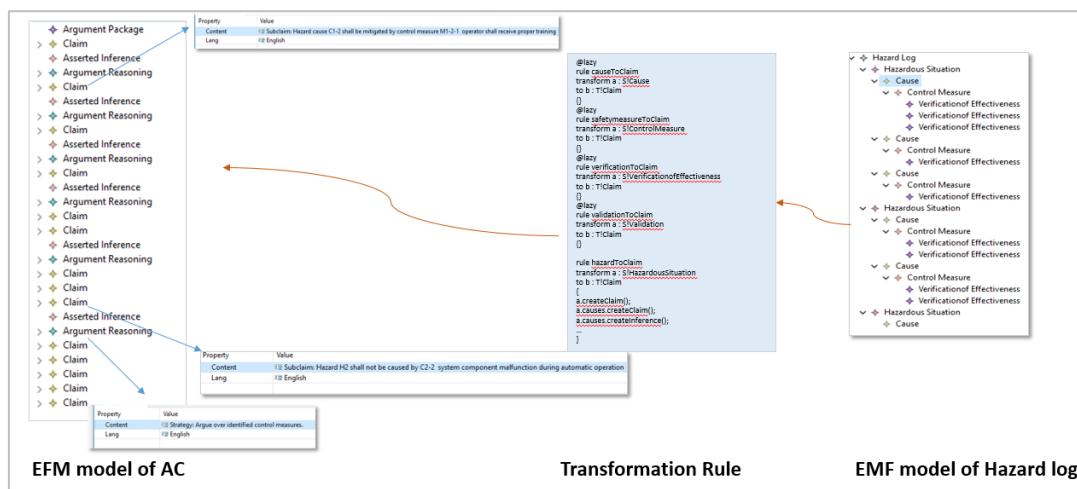 Argument Package
Claim
Asserted Inference
Argument Reasoning
Claim
Asserted Inference
Argument Reasoning
Claim
Asserted Inference
Argument Reasoning
Claim
Asserted Inference
Argument Reasoning
Claim
Claim
Asserted Inference
Argument Reasoning
Claim
Claim
Claim
Asserted Inference
Argument Reasoning
Claim
Claim
Claim
Claim
Claim
Property Value
Content Subclaim: Hazard cause C1-2 shall be mitigated by control measure M1-2-1 operator shall receive proper training
Lang English
Property Value
Content Subclaim: Hazard H2 shall not be caused by C2-2 system component malfunction during automatic operation
Lang English
Property Value
Content Strategy: Argue over identified control measures.
Lang English
@lazy
rule causeToClaim
transform a : S!Cause
to b : T!Claim
{}
@lazy
rule safetymeasureToClaim
transform a : S!ControlMeasure
to b : T!Claim
{}
@lazy
rule verificationToClaim
transform a : S!VerificationofEffectiveness
to b : T!Claim
{}
@lazy
rule validationToClaim
transform a : S!Validation
to b : T!Claim
{}
rule hazardToClaim
transform a : S!HazardousSituation
to b : T!Claim
{
a.createClaim();
a.causes.createClaim();
a.causes.createInference();
...
}
Hazard Log
Hazardous Situation
Cause
Control Measure
Verificationof Effectiveness
Verificationof Effectiveness
Verificationof Effectiveness
Cause
Control Measure
Verificationof Effectiveness
Cause
Control Measure
Verificationof Effectiveness
Hazardous Situation
Cause
Control Measure
Verificationof Effectiveness
Verificationof Effectiveness
Cause
Control Measure
Verificationof Effectiveness
Verificationof Effectiveness
Hazardous Situation
Cause
EFM model of AC
Transformation Rule
EMF model of Hazard log